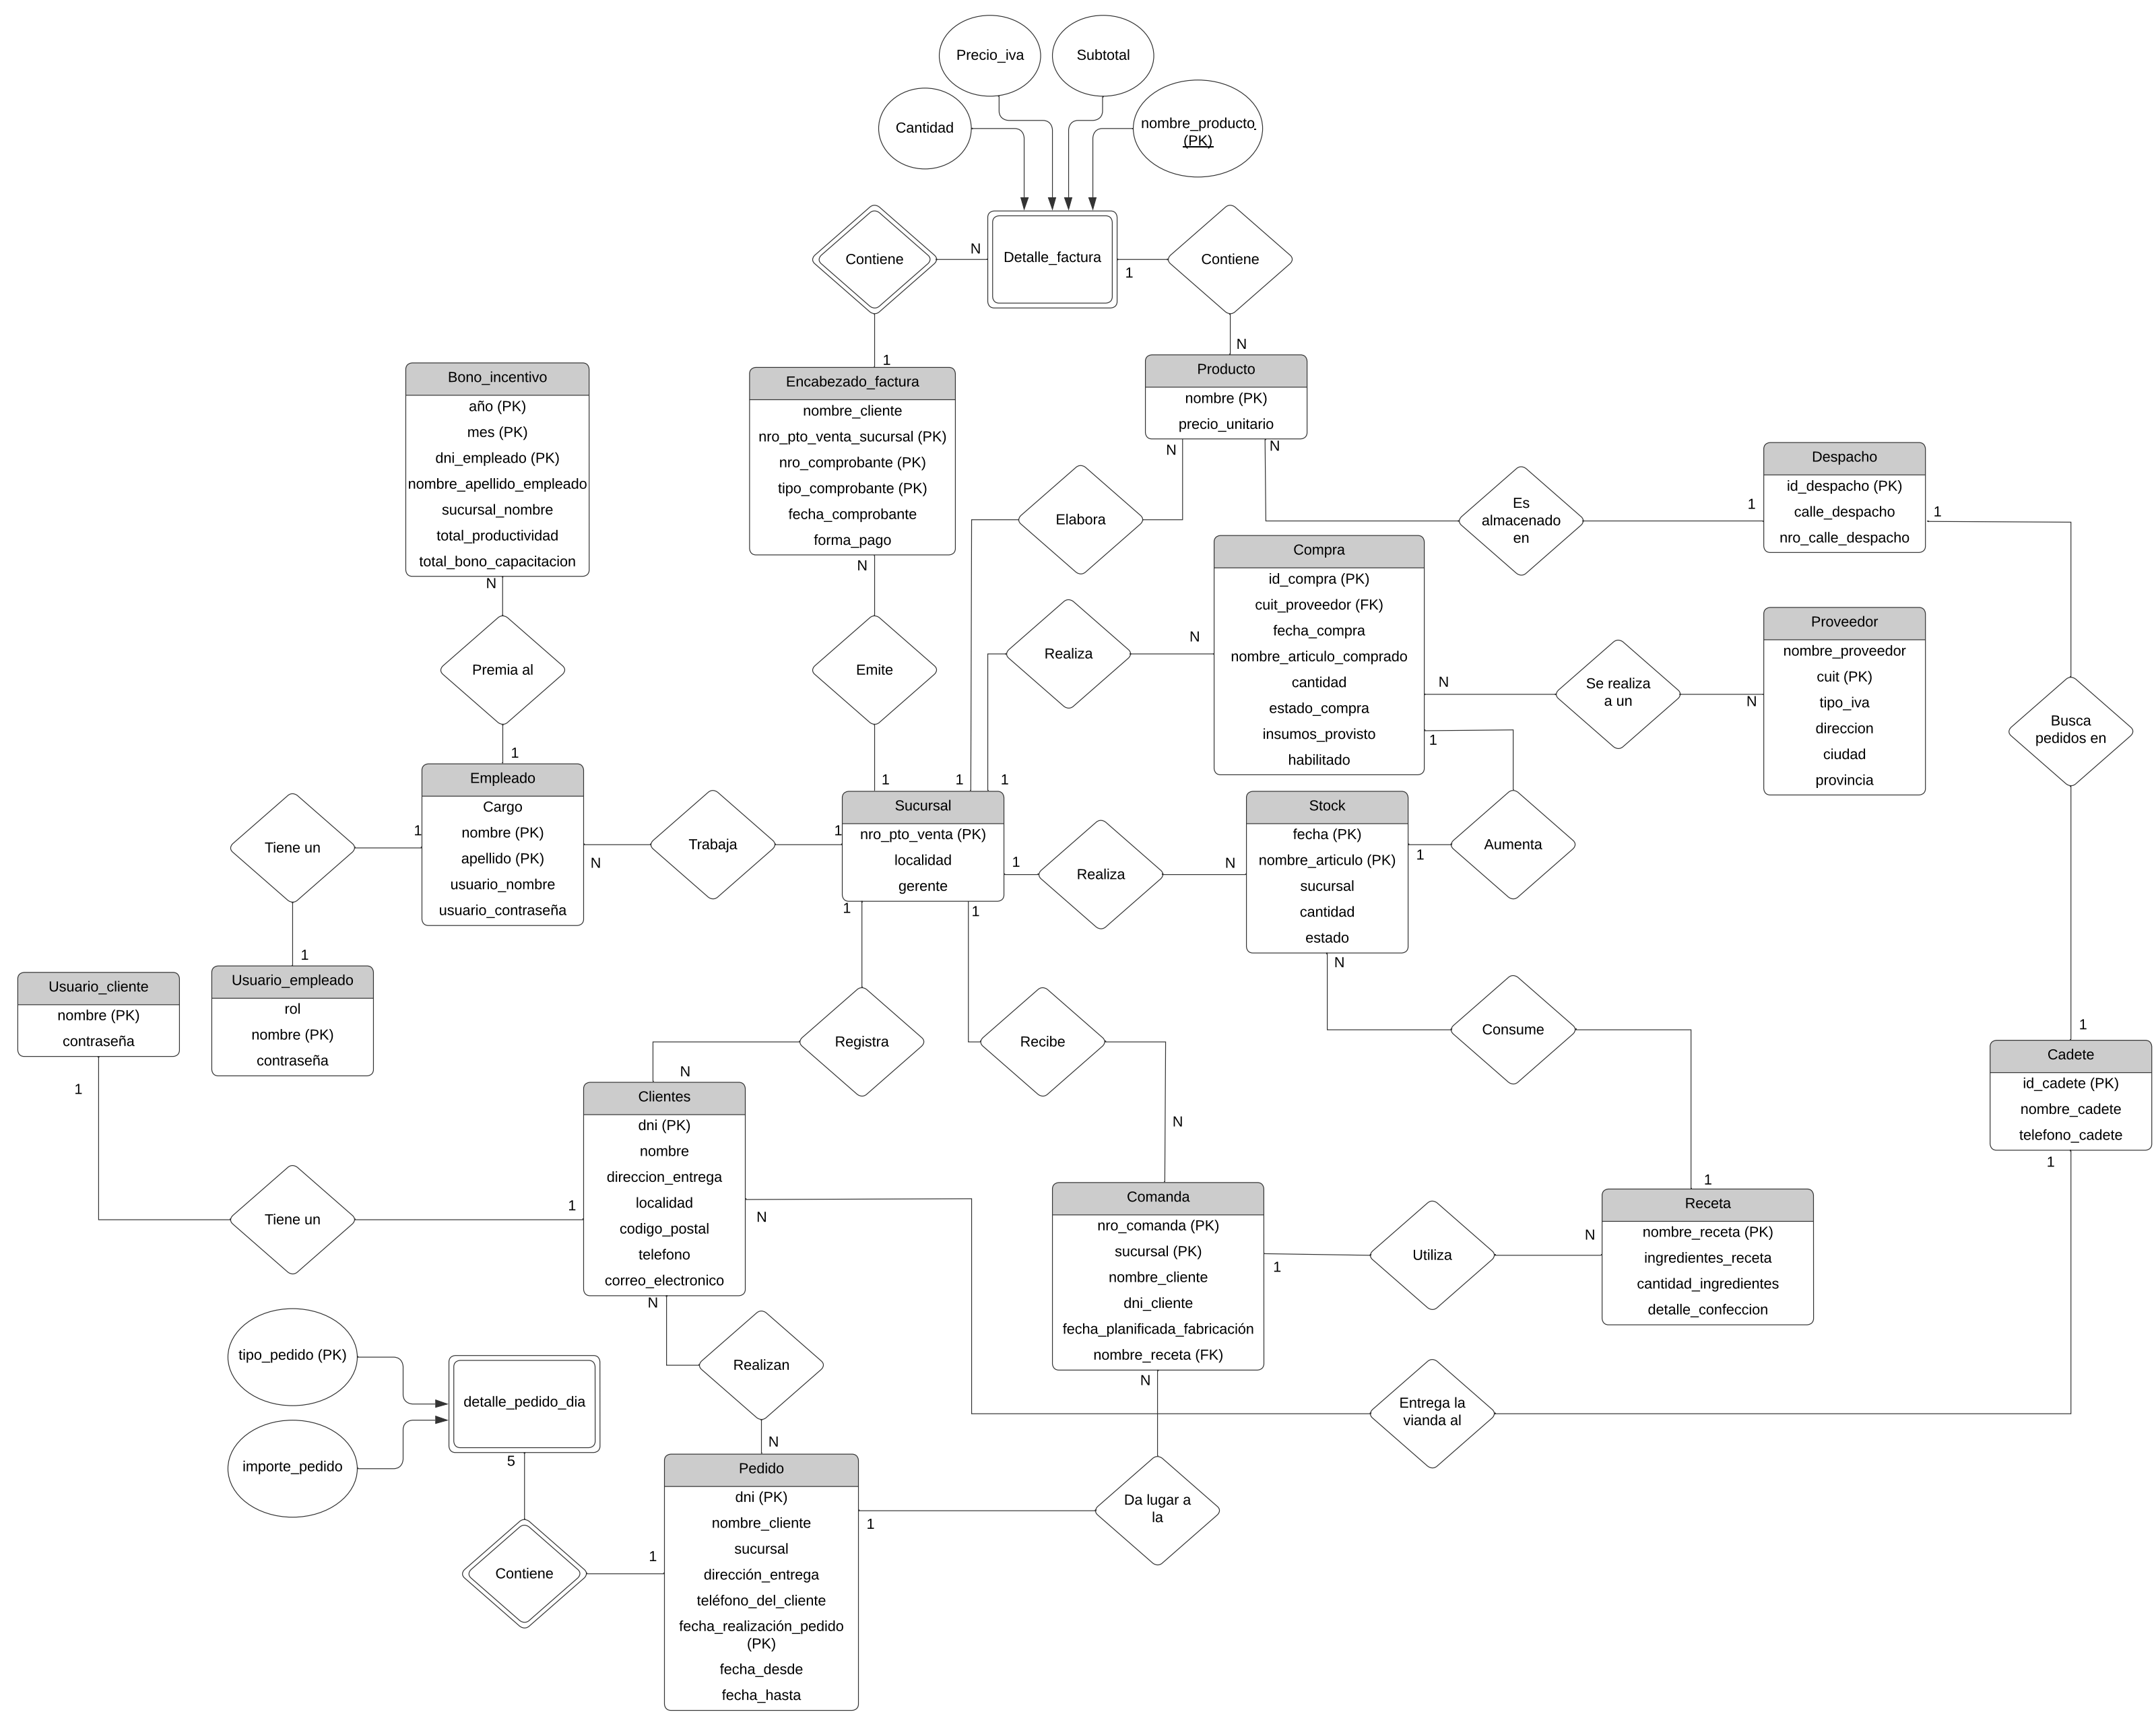 Precio_iva
Subtotal
Cantidad
nombre_producto
(PK)
Contiene
N
Detalle_factura
1
Contiene
1
N
Bono_incentivo
año (PK)
mes (PK)
dni_empleado (PK)
nombre_apellido_empleado
sucursal_nombre
total_productividad
total_bono_capacitacion
N
Encabezado_factura
nombre_cliente
nro_pto_venta_sucursal (PK)
nro_comprobante (PK)
tipo_comprobante (PK)
fecha_comprobante
forma_pago
N
Producto
nombre (PK)
precio_unitario
N
N
Elabora
Es
almacenado
en
1
Despacho
id_despacho (PK)
calle_despacho
nro_calle_despacho
1
Compra
id_compra (PK)
cuit_proveedor (FK)
fecha_compra
nombre_articulo_comprado
cantidad
estado_compra
insumos_provisto
habilitado
Premia al
1
Emite
1
Realiza
N
1
1
N
Se realiza
a un
N
1
Proveedor
nombre_proveedor
cuit (PK)
tipo_iva
direccion
ciudad
provincia
Busca
pedidos en
1
Tiene un
1
Empleado
Cargo
nombre (PK)
apellido (PK)
usuario_nombre
usuario_contraseña
N
Trabaja
1
Sucursal
nro_pto_venta (PK)
localidad
gerente
1
1
1
Realiza
N
Stock
fecha (PK)
nombre_articulo (PK)
sucursal
cantidad
estado
N
1
Aumenta
1
Usuario_cliente
nombre (PK)
contraseña
1
Usuario_empleado
rol
nombre (PK)
contraseña
Registra
N
Recibe
N
Consume
1
Cadete
id_cadete (PK)
nombre_cadete
telefono_cadete
1
Tiene un
1
Clientes
dni (PK)
nombre
direccion_entrega
localidad
codigo_postal
telefono
correo_electronico
N
N
Comanda
nro_comanda (PK)
sucursal (PK)
nombre_cliente
dni_cliente
fecha_planificada_fabricación
nombre_receta (FK)
N
1
Utiliza
N
Receta
nombre_receta (PK)
ingredientes_receta
cantidad_ingredientes
detalle_confeccion
tipo_pedido (PK)
importe_pedido
detalle_pedido_dia
5
Realizan
N
Entrega la
vianda al
Contiene
1
Pedido
dni (PK)
nombre_cliente
sucursal
dirección_entrega
teléfono_del_cliente
fecha_realización_pedido
(PK)
fecha_desde
fecha_hasta
1
Da lugar a
la